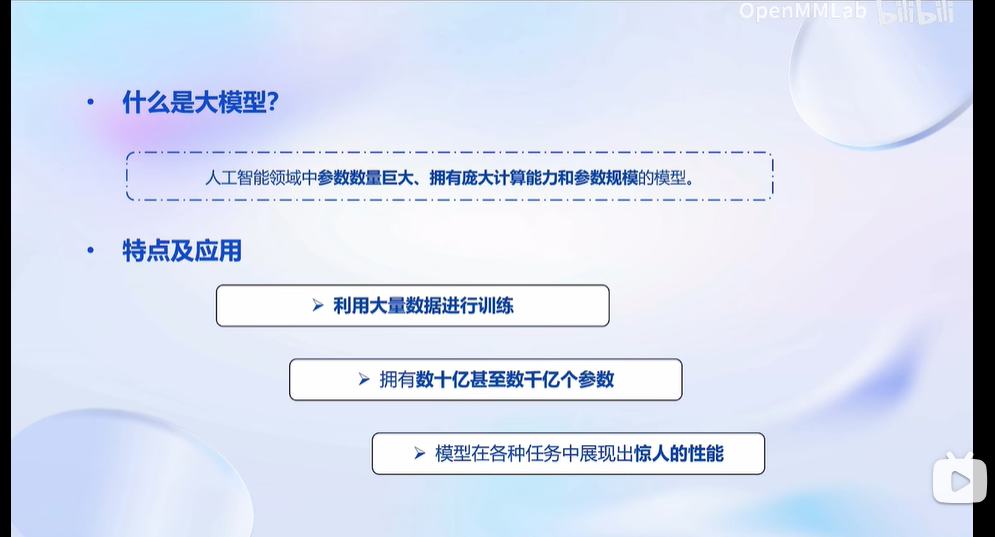 OpenMMLab bilibili
• 什么是大模型?
人工智能领域中参数数量巨大、拥有庞大计算能力和参数规模的模型。
• 特点及应用
➢ 利用大量数据进行训练
➢ 拥有数十亿甚至数千亿个参数
➢ 模型在各种任务中展现出惊人的性能